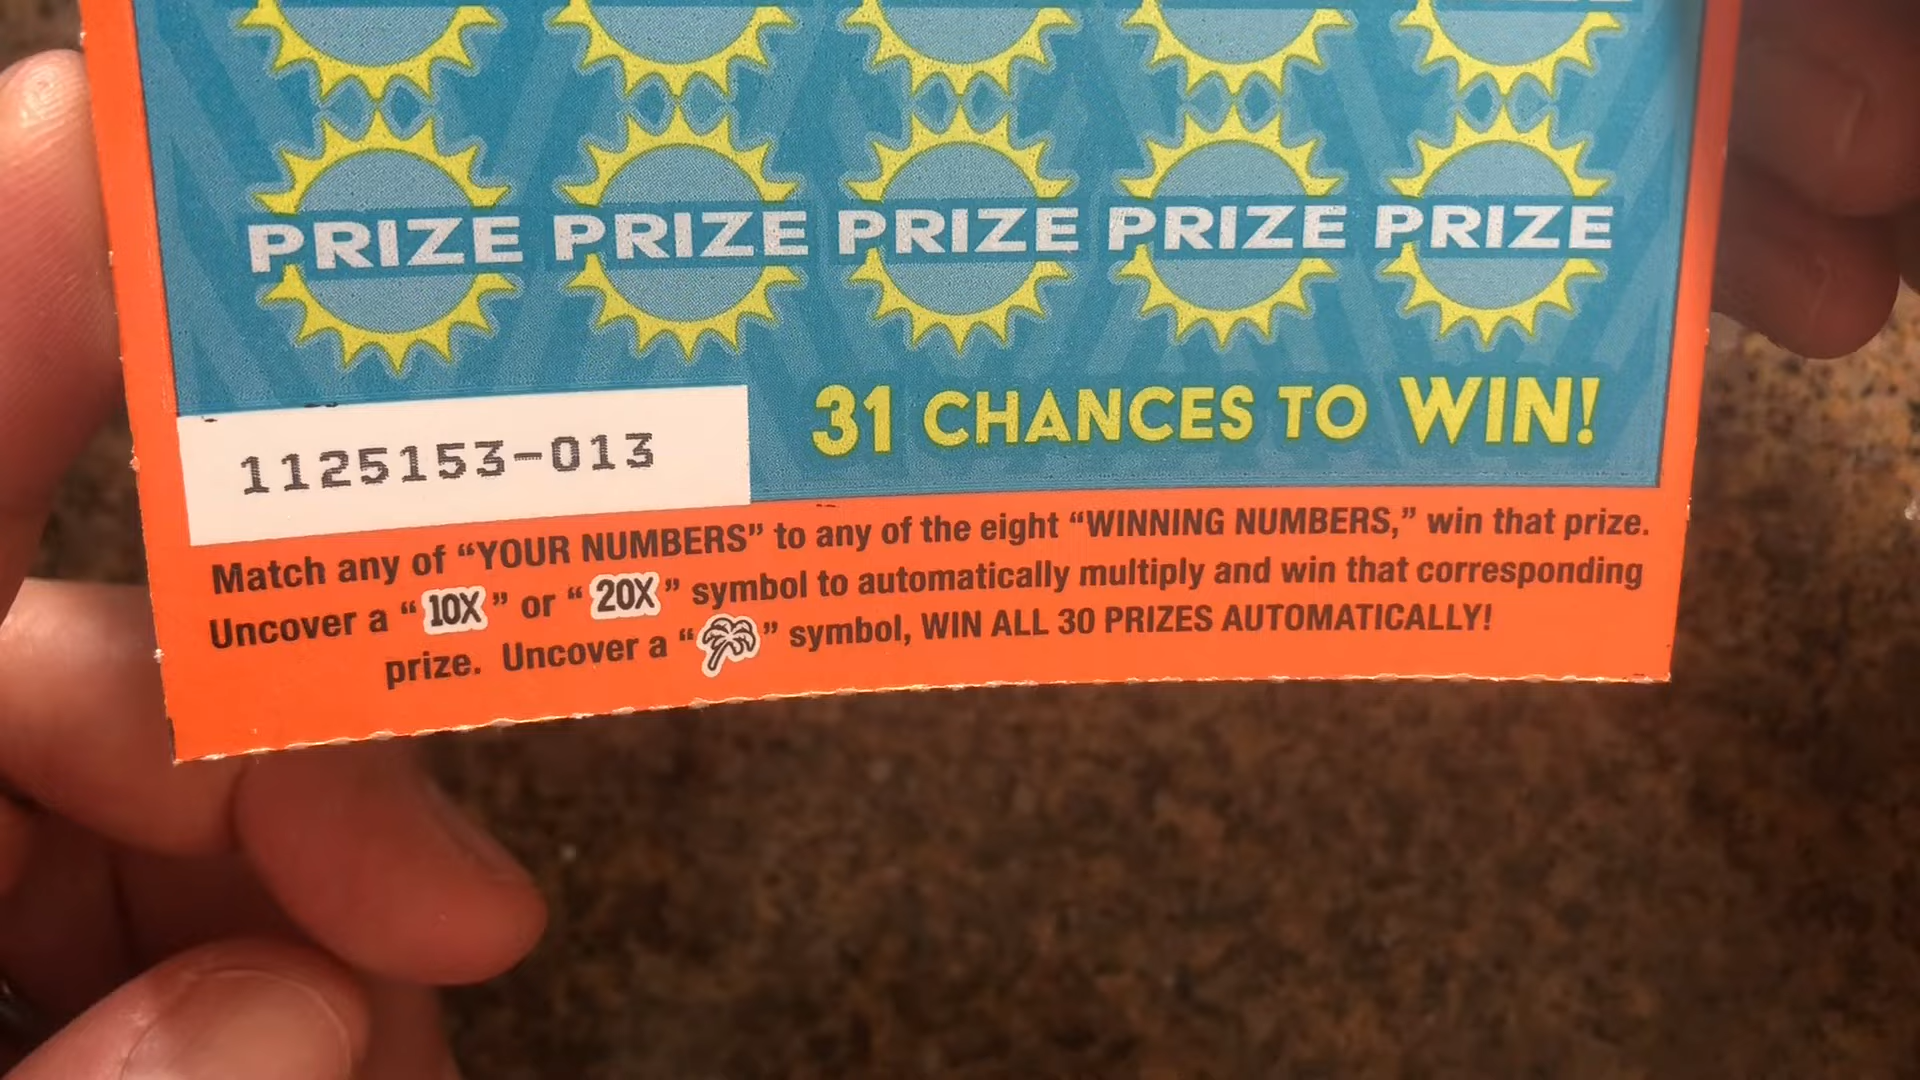 PRIZE PRIZE PRIZE PRIZE PRIZE
31 CHANCES TO WIN!
1125153-013
Match any of “YOUR NUMBERS” to any of the eight “WINNING NUMBERS,” win that prize.
Uncover a “10X” or “20X” symbol to automatically multiply and win that corresponding
prize. Uncover a “ ” symbol, WIN ALL 30 PRIZES AUTOMATICALLY!